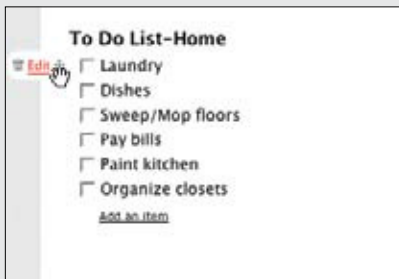 To Do List-Home
Edit Laundry
Dishes
Sweep/Mop floors
Pay bills
Paint kitchen
Organize closets
Add an item